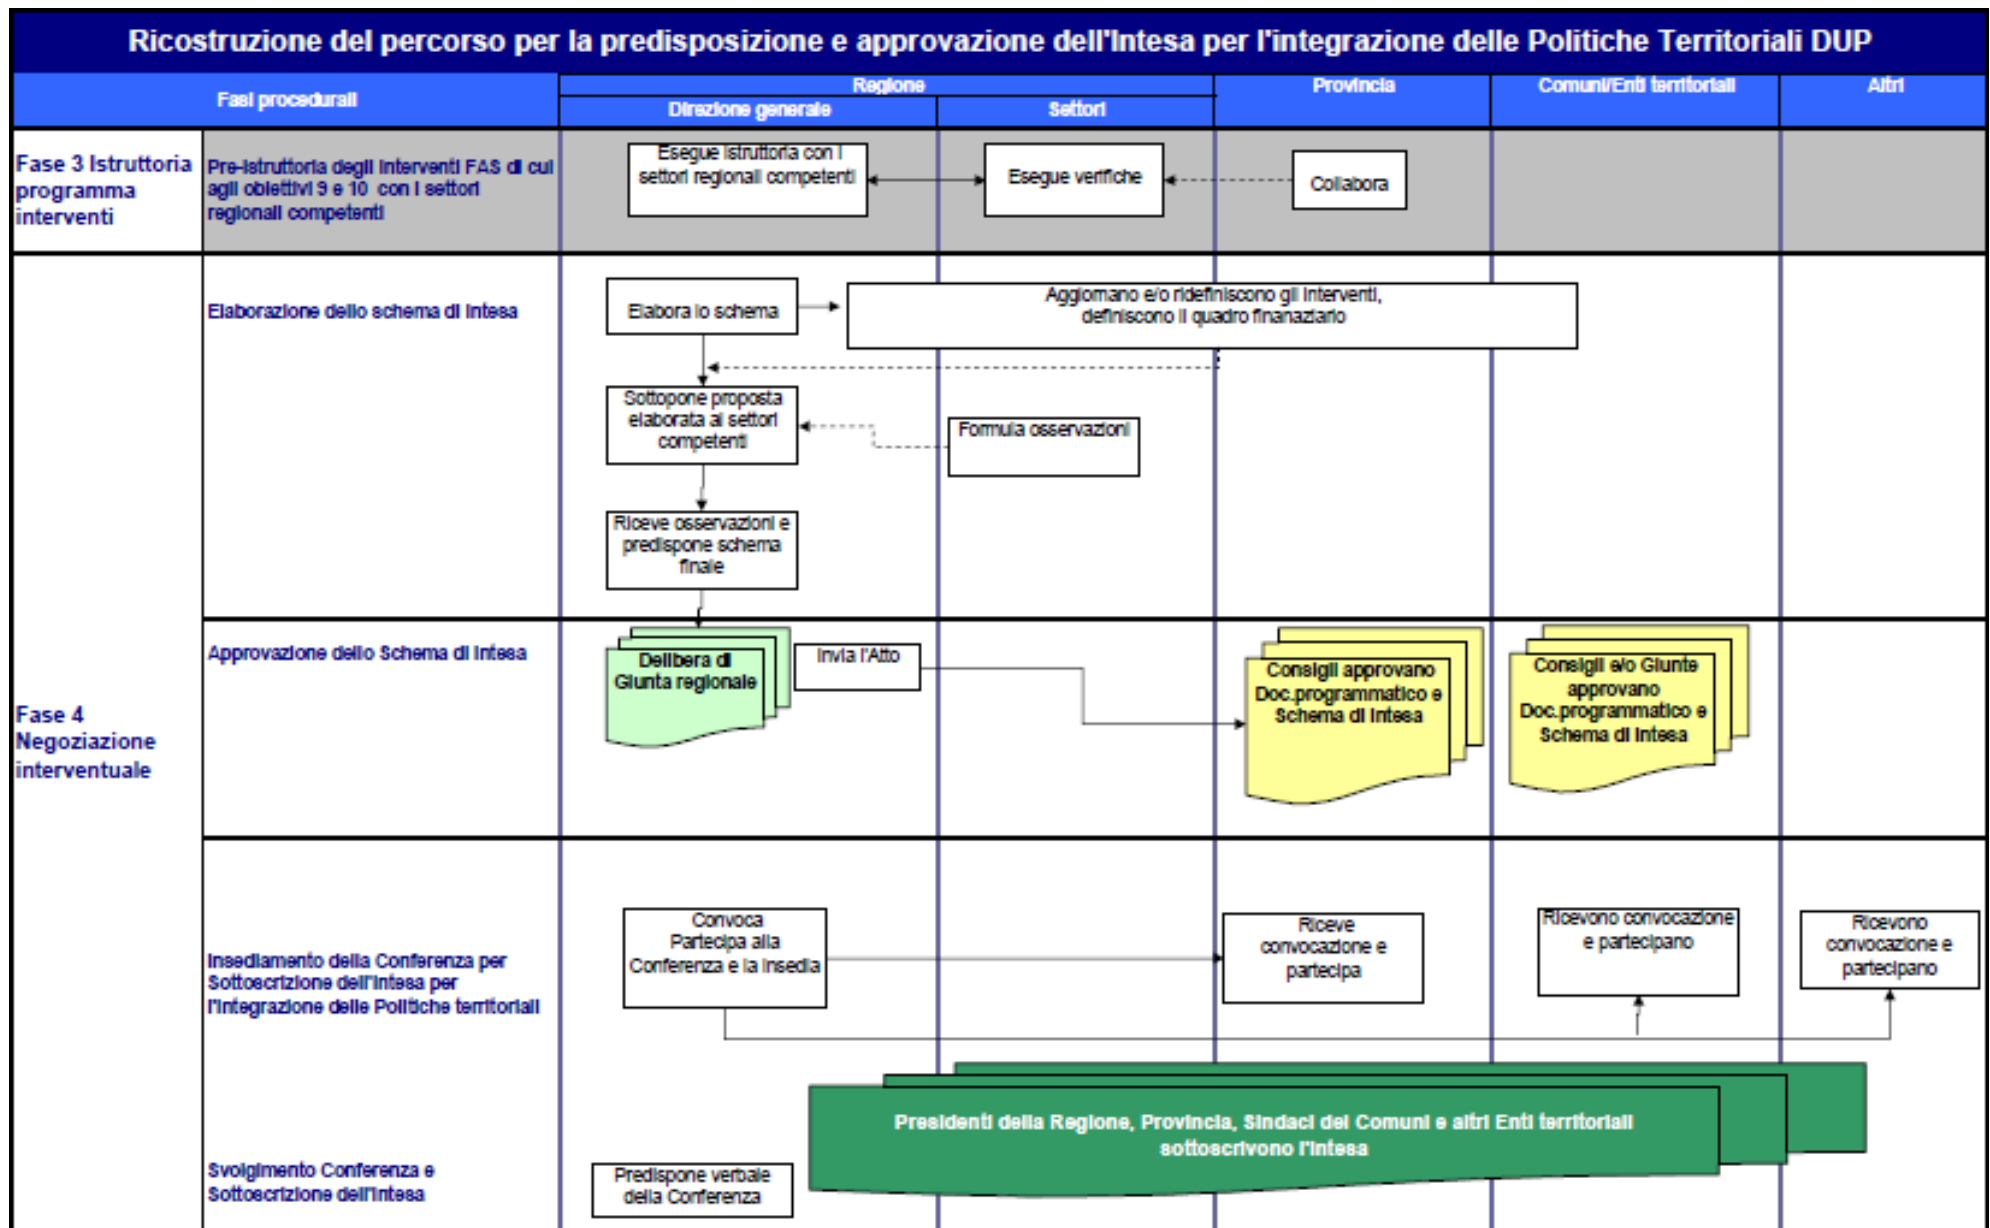 Ricostruzione del percorso per la predisposizione e approvazione dell'Intesa per l'integrazione delle Politiche Territoriali DUP
Fasi procedurali
Regione
Provincia
Comuni/Enti territoriali
Altri
Direzione generale
Settori
Fase 3 Istruttoria
programma
interventi
Pre-istruttoria degli interventi FAS di cui
agli obiettivi 9 e 10 con i settori
regionali competenti
Esegue istruttoria con i
settori regionali competenti
Esegue verifiche
Collabora
Fase 4
Negoziazione
interventuale
Elaborazione dello schema di Intesa
Elabora lo schema
Aggiornano e/o ridefiniscono gli interventi,
definiscono il quadro finanaziario
Sottopone proposta
elaborata ai settori
competenti
Formula osservazioni
Riceve osservazioni e
predispone schema
finale
Approvazione dello Schema di Intesa
Delibera di
Giunta regionale
Invia l'Atto
Consigli approvano
Doc.programmatico e
Schema di Intesa
Consigli e/o Giunte
approvano
Doc.programmatico e
Schema di Intesa
Insediamento della Conferenza per
Sottoscrizione dell'Intesa per
l'Integrazione delle Politiche territoriali
Convoca
Partecipa alla
Conferenza e la insedia
Riceve
convocazione e
partecipa
Ricevono convocazione
e partecipano
Ricevono
convocazione e
partecipano
Svolgimento Conferenza e
Sottoscrizione dell'Intesa
Predispone verbale
della Conferenza
Presidenti della Regione, Provincia, Sindaci dei Comuni e altri Enti territoriali
sottoscrivono l'Intesa